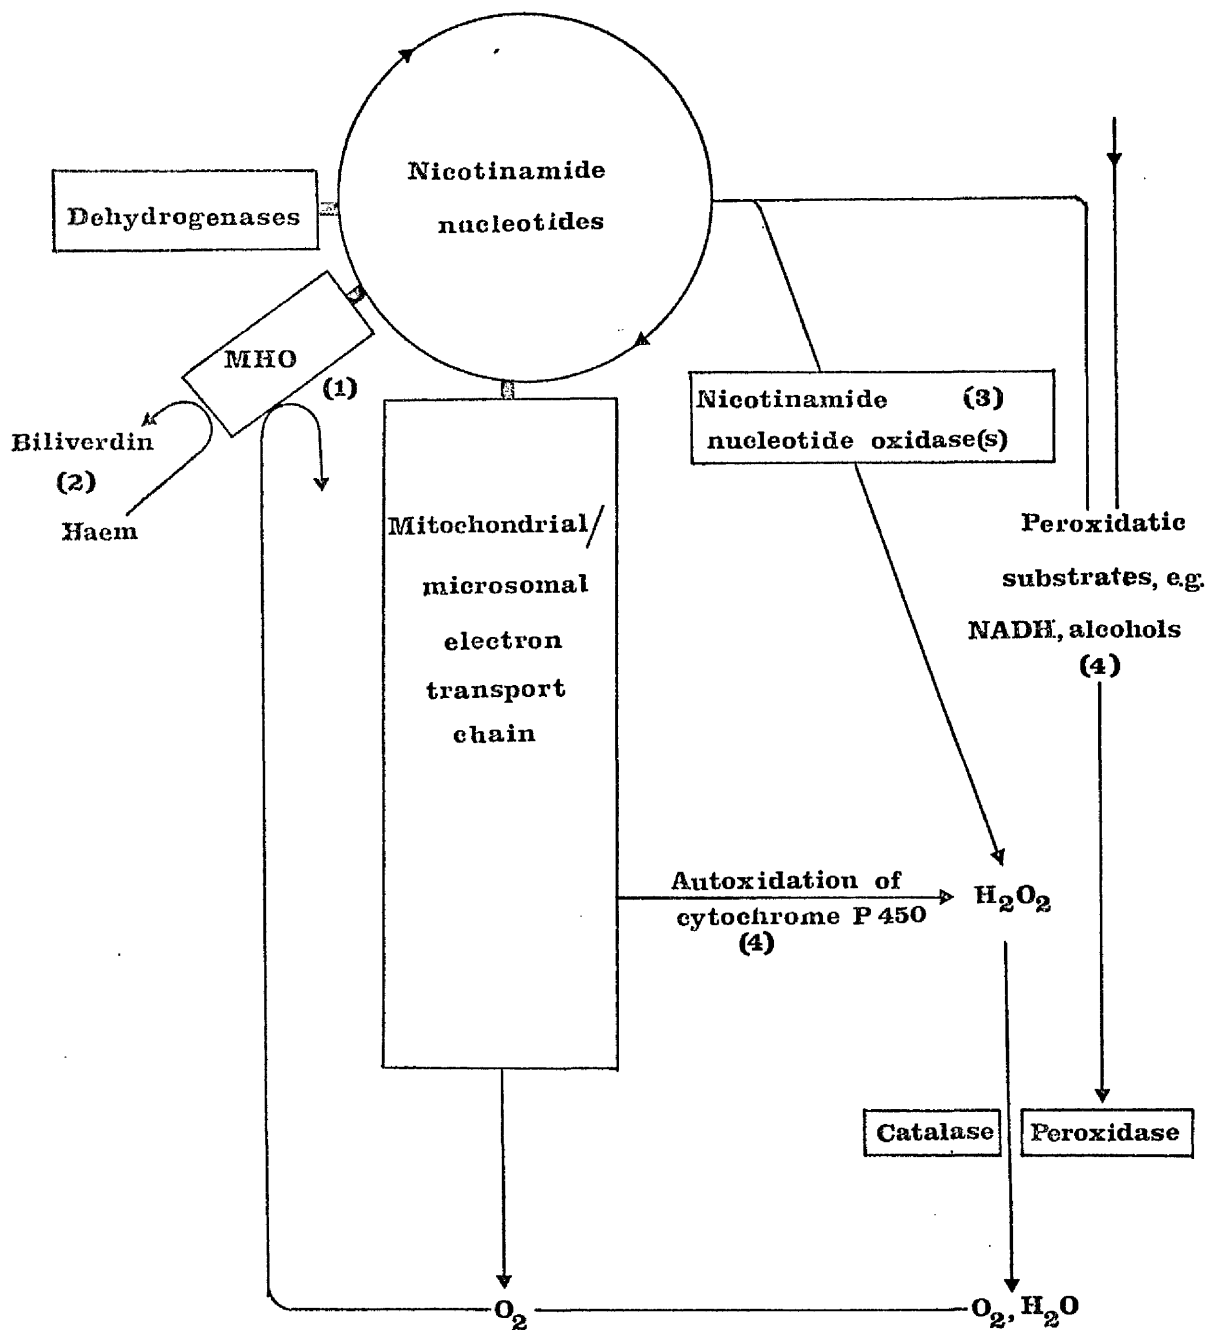 Nicotinamide
nucleotides
Dehydrogenases
MHO
(1)
Biliverdin
(2)
Haem
Mitochondrial/
microsomal
electron
transport
chain
Nicotinamide (3)
nucleotide oxidase(s)
Peroxidatic
substrates, e.g.
NADH, alcohols
(4)
Autoxidation of
cytochrome P 450
(4)
H₂O₂
Catalase
Peroxidase
O₂
O₂, H₂O